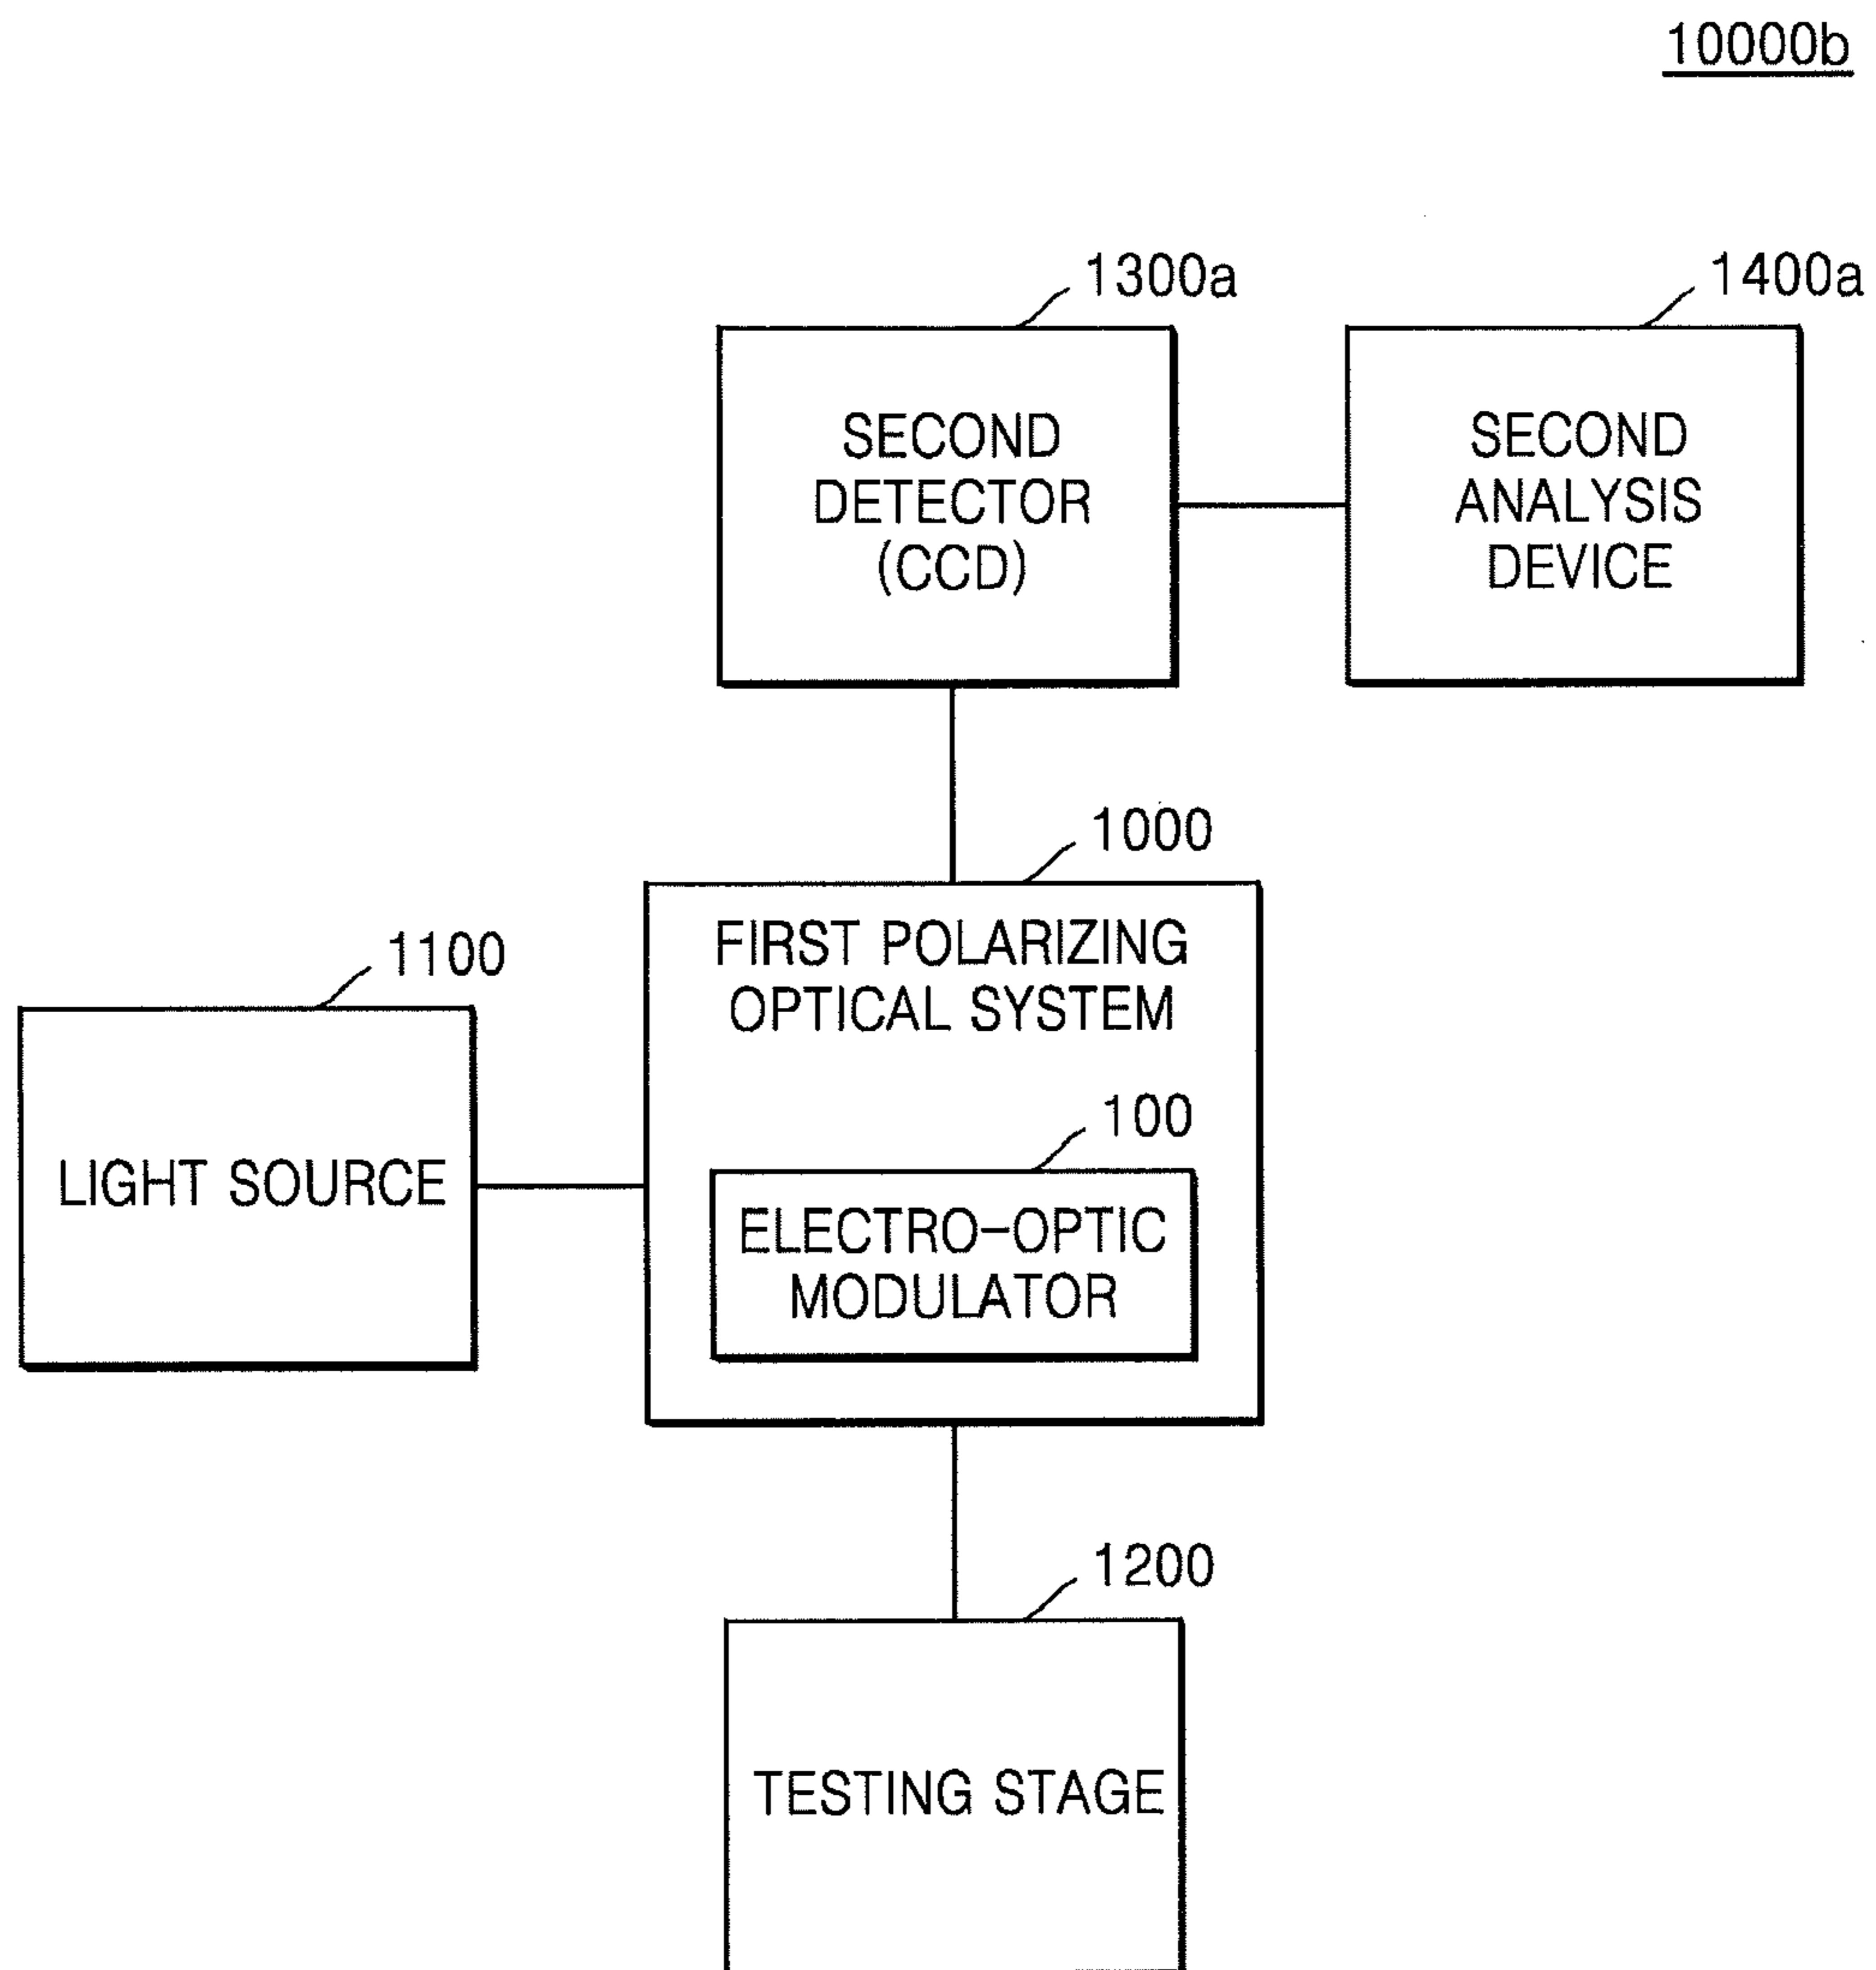 10000b
1300a
1400a
SECOND
DETECTOR
(CCD)
SECOND
ANALYSIS
DEVICE
1000
FIRST POLARIZING
OPTICAL SYSTEM
1100
LIGHT SOURCE
100
ELECTRO-OPTIC
MODULATOR
1200
TESTING STAGE